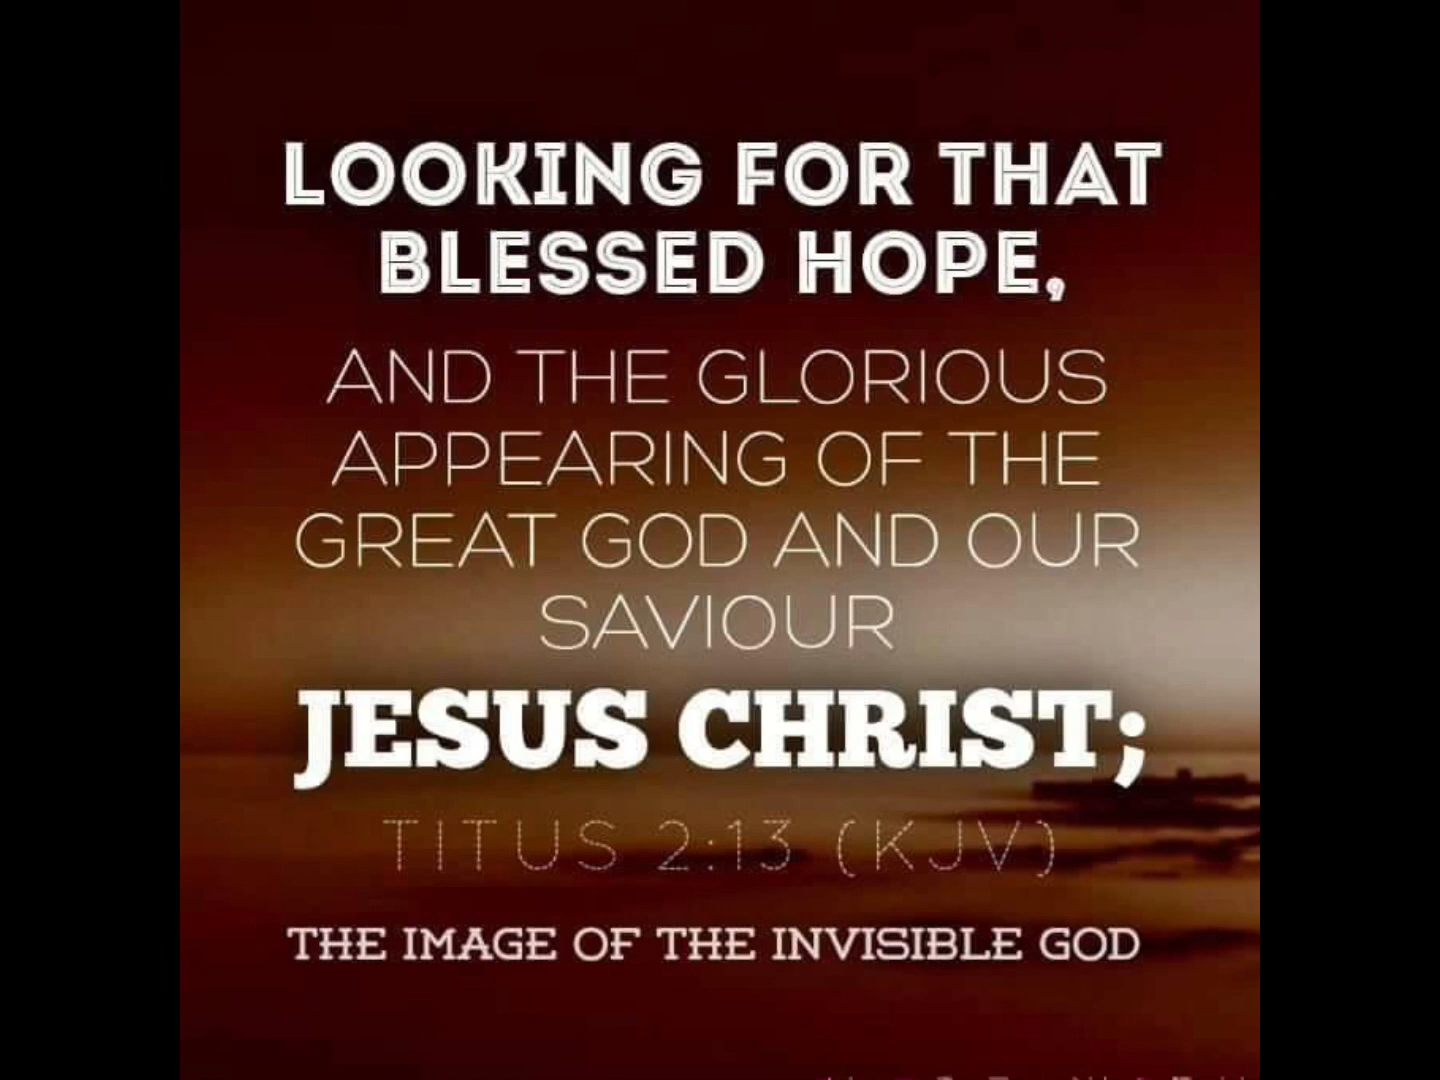 LOOKING FOR THAT
BLESSED HOPE,
AND THE GLORIOUS
APPEARING OF THE
GREAT GOD AND OUR
SAVIOUR
JESUS CHRIST;
TITUS 2:13 (KJV)
THE IMAGE OF THE INVISIBLE GOD